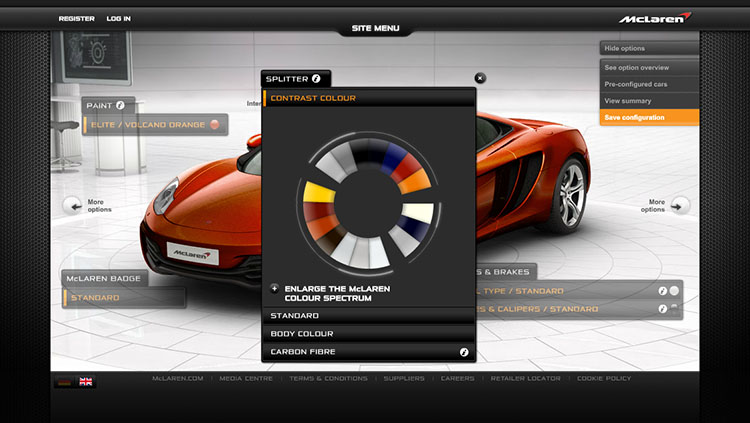 REGISTER
LOG IN
SITE MENU
McLaren
Hide options
See option overview
Pre-configured cars
View summary
Save configuration
PAINT
ELITE / VOLCANO ORANGE
SPLITTER
CONTRAST COLOUR
More
options
More
options
McLaren
McLAREN BADGE
STANDARD
ENLARGE THE McLAREN
COLOUR SPECTRUM
STANDARD
BODY COLOUR
CARBON FIBRE
S & BRAKES
L TYPE / STANDARD
ES & CALIPERS / STANDARD
McLAREN.COM
MEDIA CENTRE
TERMS & CONDITIONS
SUPPLIERS
CAREERS
RETAILER LOCATOR
COOKIE POLICY